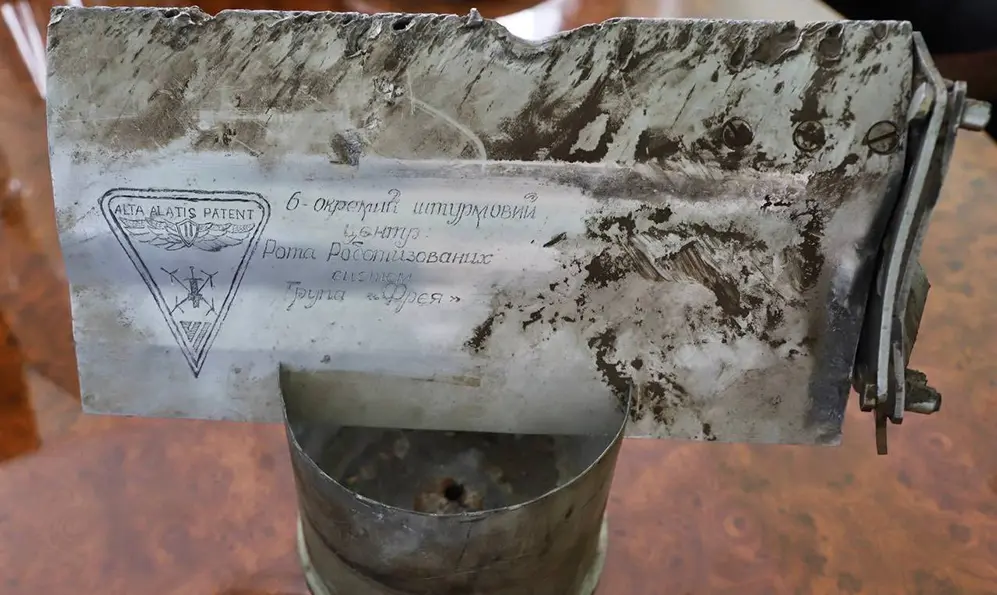 ALTA ALATIS PATENT
6-окремий штурмовий
центр
Рота Роботизованих
систем
Група «Фрея»